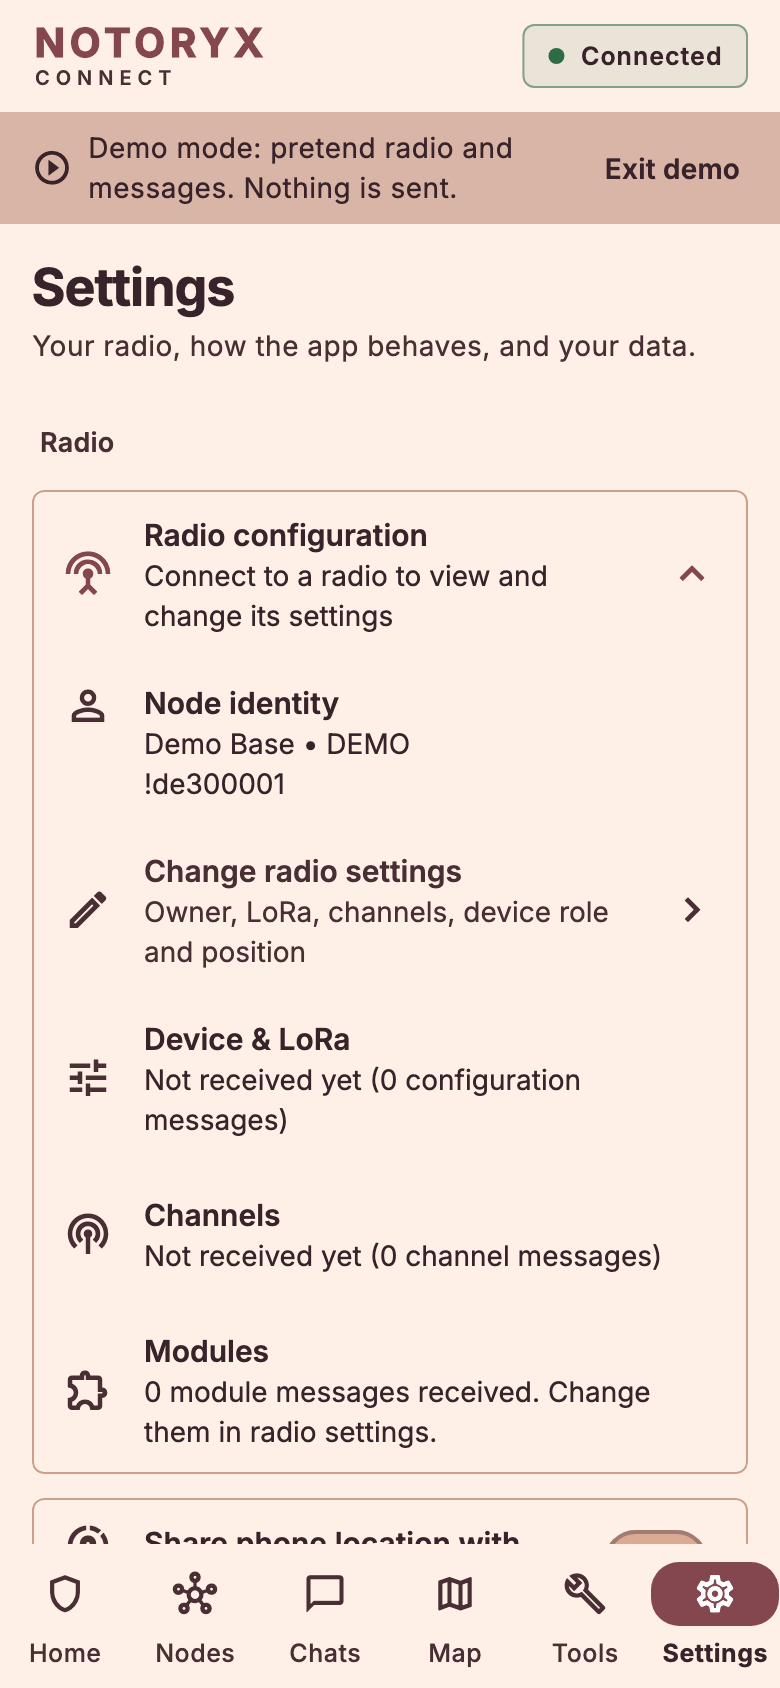 NOTORYX
CONNECT
Connected
Demo mode: pretend radio and
messages. Nothing is sent.
Exit demo
Settings
Your radio, how the app behaves, and your data.
Radio
Radio configuration
Connect to a radio to view and
change its settings
Node identity
Demo Base • DEMO
!de300001
Change radio settings
Owner, LoRa, channels, device role
and position
Device & LoRa
Not received yet (0 configuration
messages)
Channels
Not received yet (0 channel messages)
Modules
0 module messages received. Change
them in radio settings.
Share phone location with
Home
Nodes
Chats
Map
Tools
Settings